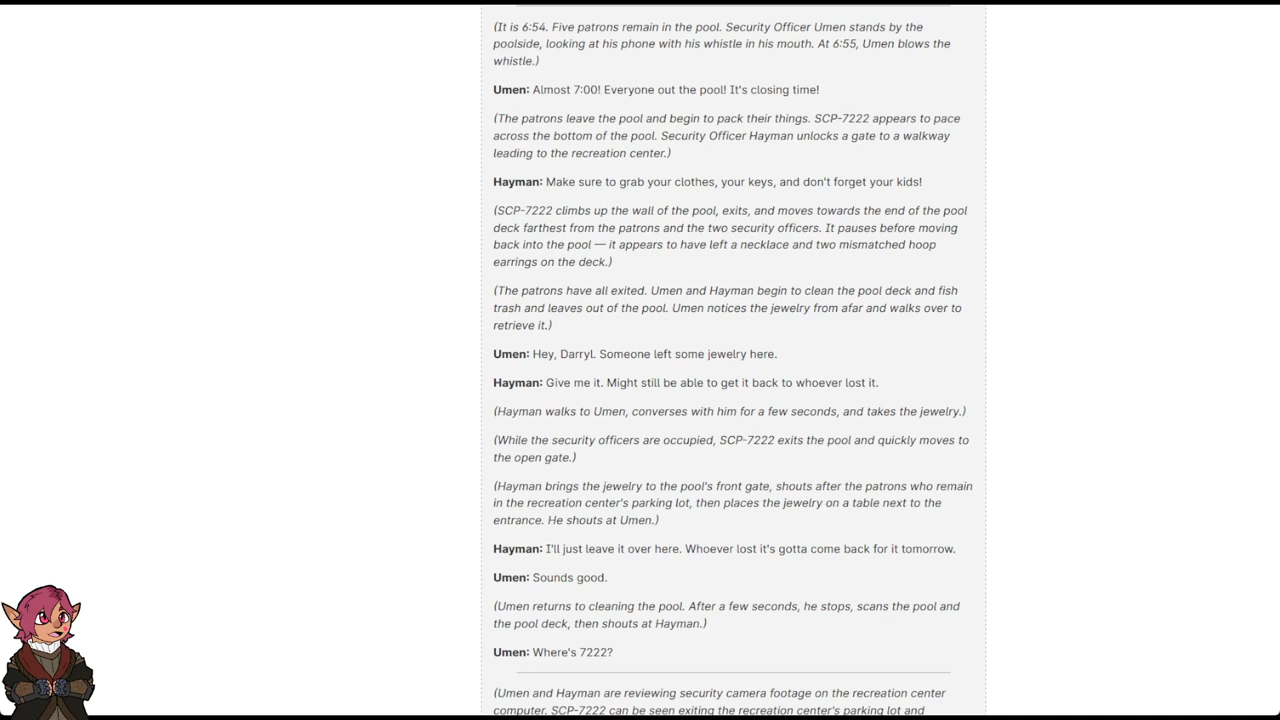 (It is 6:54. Five patrons remain in the pool. Security Officer Umen stands by the
poolside, looking at his phone with his whistle in his mouth. At 6:55, Umen blows the
whistle.)
Umen: Almost 7:00! Everyone out the pool! It's closing time!
(The patrons leave the pool and begin to pack their things. SCP-7222 appears to pace
across the bottom of the pool. Security Officer Hayman unlocks a gate to a walkway
leading to the recreation center.)
Hayman: Make sure to grab your clothes, your keys, and don't forget your kids!
(SCP-7222 climbs up the wall of the pool, exits, and moves towards the end of the pool
deck farthest from the patrons and the two security officers. It pauses before moving
back into the pool — it appears to have left a necklace and two mismatched hoop
earrings on the deck.)
(The patrons have all exited. Umen and Hayman begin to clean the pool deck and fish
trash and leaves out of the pool. Umen notices the jewelry from afar and walks over to
retrieve it.)
Umen: Hey, Darryl. Someone left some jewelry here.
Hayman: Give me it. Might still be able to get it back to whoever lost it.
(Hayman walks to Umen, converses with him for a few seconds, and takes the jewelry.)
(While the security officers are occupied, SCP-7222 exits the pool and quickly moves to
the open gate.)
(Hayman brings the jewelry to the pool's front gate, shouts after the patrons who remain
in the recreation center's parking lot, then places the jewelry on a table next to the
entrance. He shouts at Umen.)
Hayman: I'll just leave it over here. Whoever lost it's gotta come back for it tomorrow.
Umen: Sounds good.
(Umen returns to cleaning the pool. After a few seconds, he stops, scans the pool and
the pool deck, then shouts at Hayman.)
Umen: Where's 7222?
(Umen and Hayman are reviewing security camera footage on the recreation center
computer. SCP-7222 can be seen exiting the recreation center's parking lot and